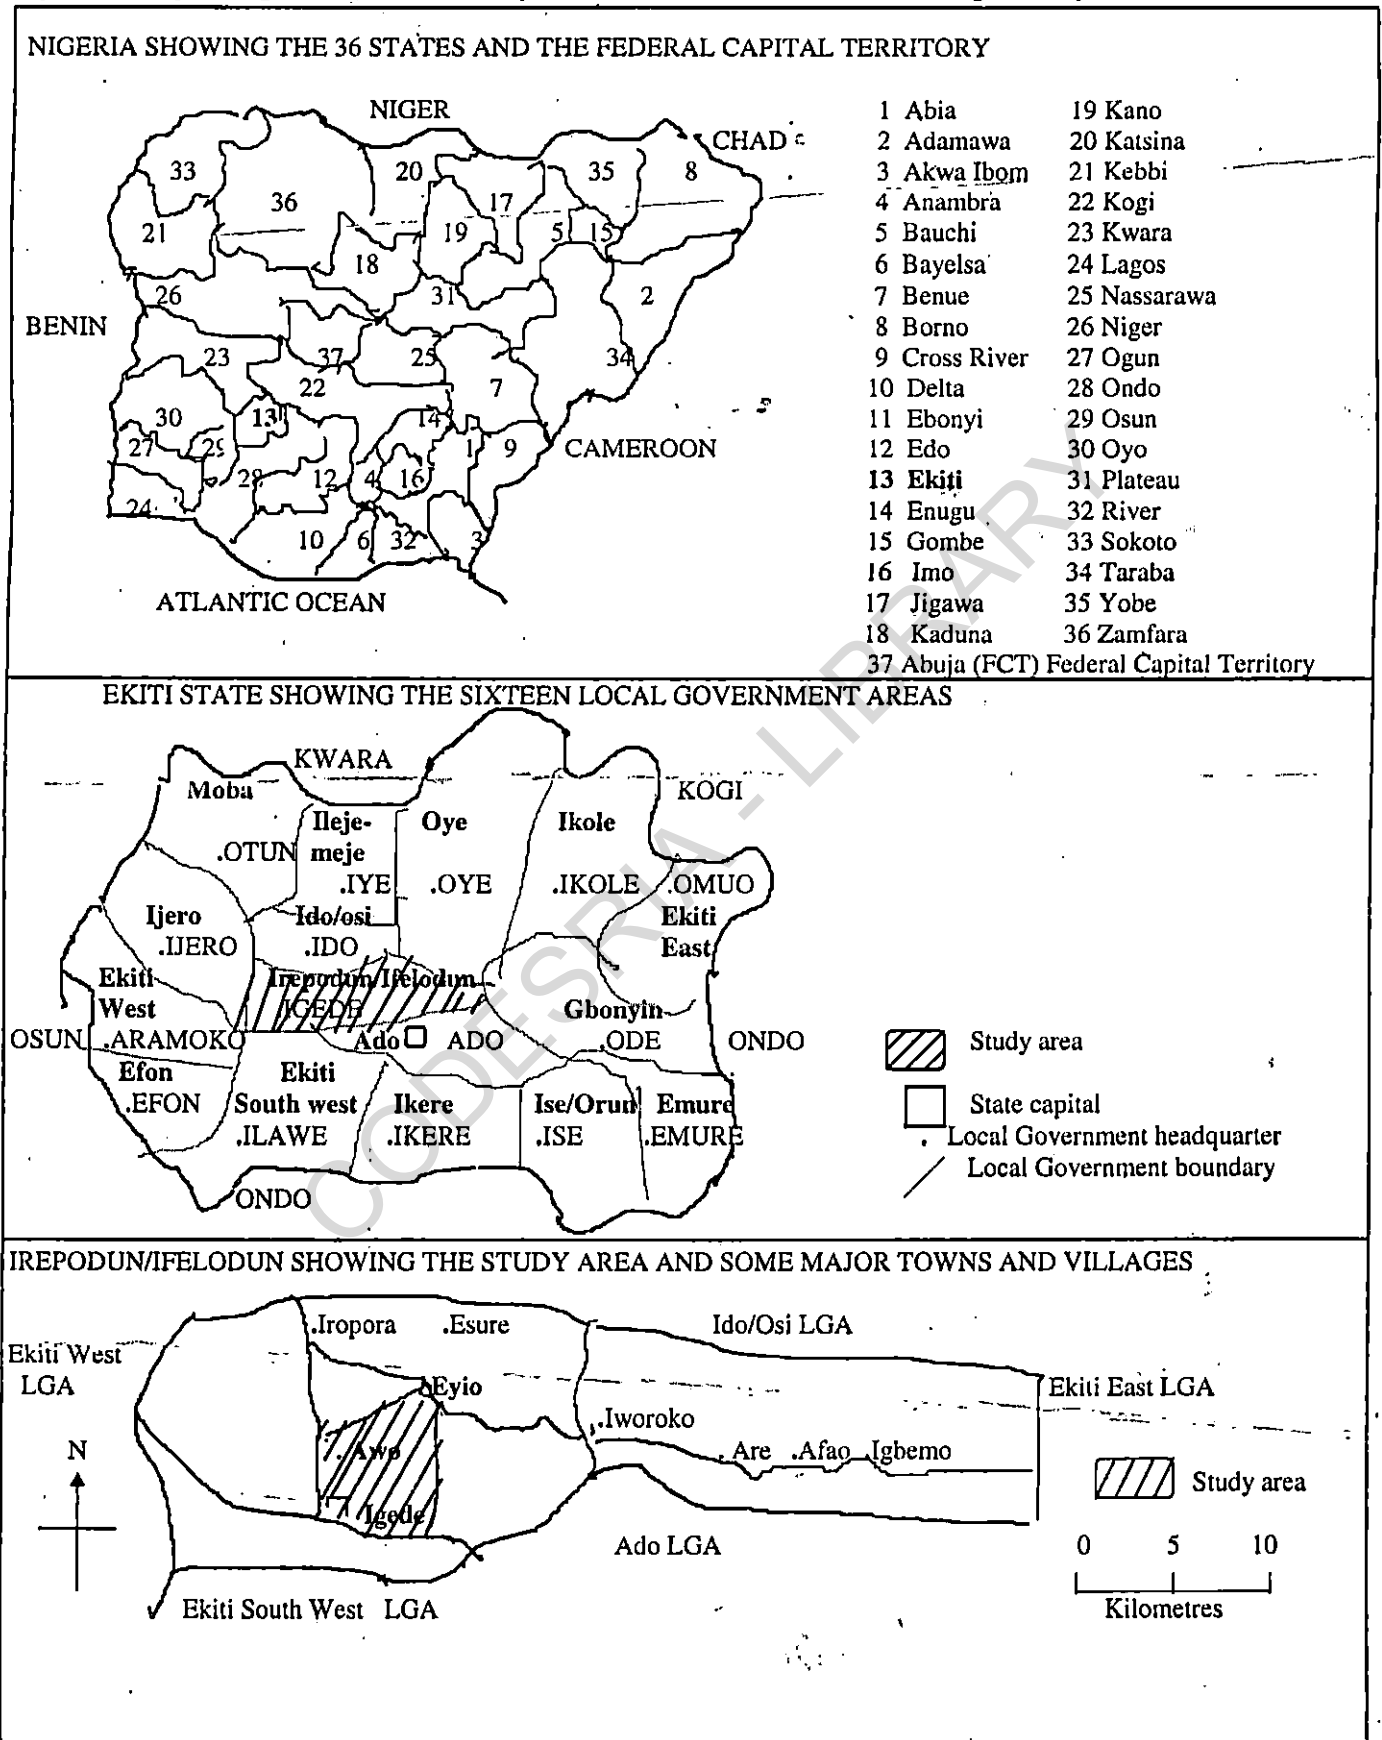 NIGERIA SHOWING THE 36 STATES AND THE FEDERAL CAPITAL TERRITORY
NIGER
CHAD
BENIN
CAMEROON
ATLANTIC OCEAN
33
36
20
17
35
8
21
19
5
15
18
26
31
2
23
37
25
34
22
7
30
13
14
27
29
28
12
4
16
1
9
24
10
6
32
3
1 Abia
2 Adamawa
3 Akwa Ibom
4 Anambra
5 Bauchi
6 Bayelsa
7 Benue
8 Borno
9 Cross River
10 Delta
11 Ebonyi
12 Edo
13 Ekiti
14 Enugu
15 Gombe
16 Imo
17 Jigawa
18 Kaduna
19 Kano
20 Katsina
21 Kebbi
22 Kogi
23 Kwara
24 Lagos
25 Nassarawa
26 Niger
27 Ogun
28 Ondo
29 Osun
30 Oyo
31 Plateau
32 River
33 Sokoto
34 Taraba
35 Yobe
36 Zamfara
37 Abuja (FCT) Federal Capital Territory
EKITI STATE SHOWING THE SIXTEEN LOCAL GOVERNMENT AREAS
KWARA
KOGI
Moba
.OTUN
Ileje-
meje
.IYE
Oye
.OYE
Ikole
.IKOLE
.OMUO
Ekiti
East
Ijero
.IJERO
Ido/osi
.IDO
Ekiti
West
.ARAMOKO
Irepodun/Ifelodun
IGEDE
Gbonyin
.ODE
OSUN
ONDO
Ado
ADO
Efon
.EFON
Ekiti
South west
.ILAWE
Ikere
.IKERE
Ise/Orun
.ISE
Emure
.EMURE
ONDO
Study area
State capital
. Local Government headquarter
Local Government boundary
IREPODUN/IFELODUN SHOWING THE STUDY AREA AND SOME MAJOR TOWNS AND VILLAGES
.Iropora
.Esure
Ido/Osi LGA
Ekiti West
LGA
Eyio
Ekiti East LGA
.Iworoko
N
.Awo
.Are
.Afao
Igbemo
Study area
Igede
Ado LGA
0 5 10
Kilometres
Ekiti South West LGA
CODESRIA - LIBRARY